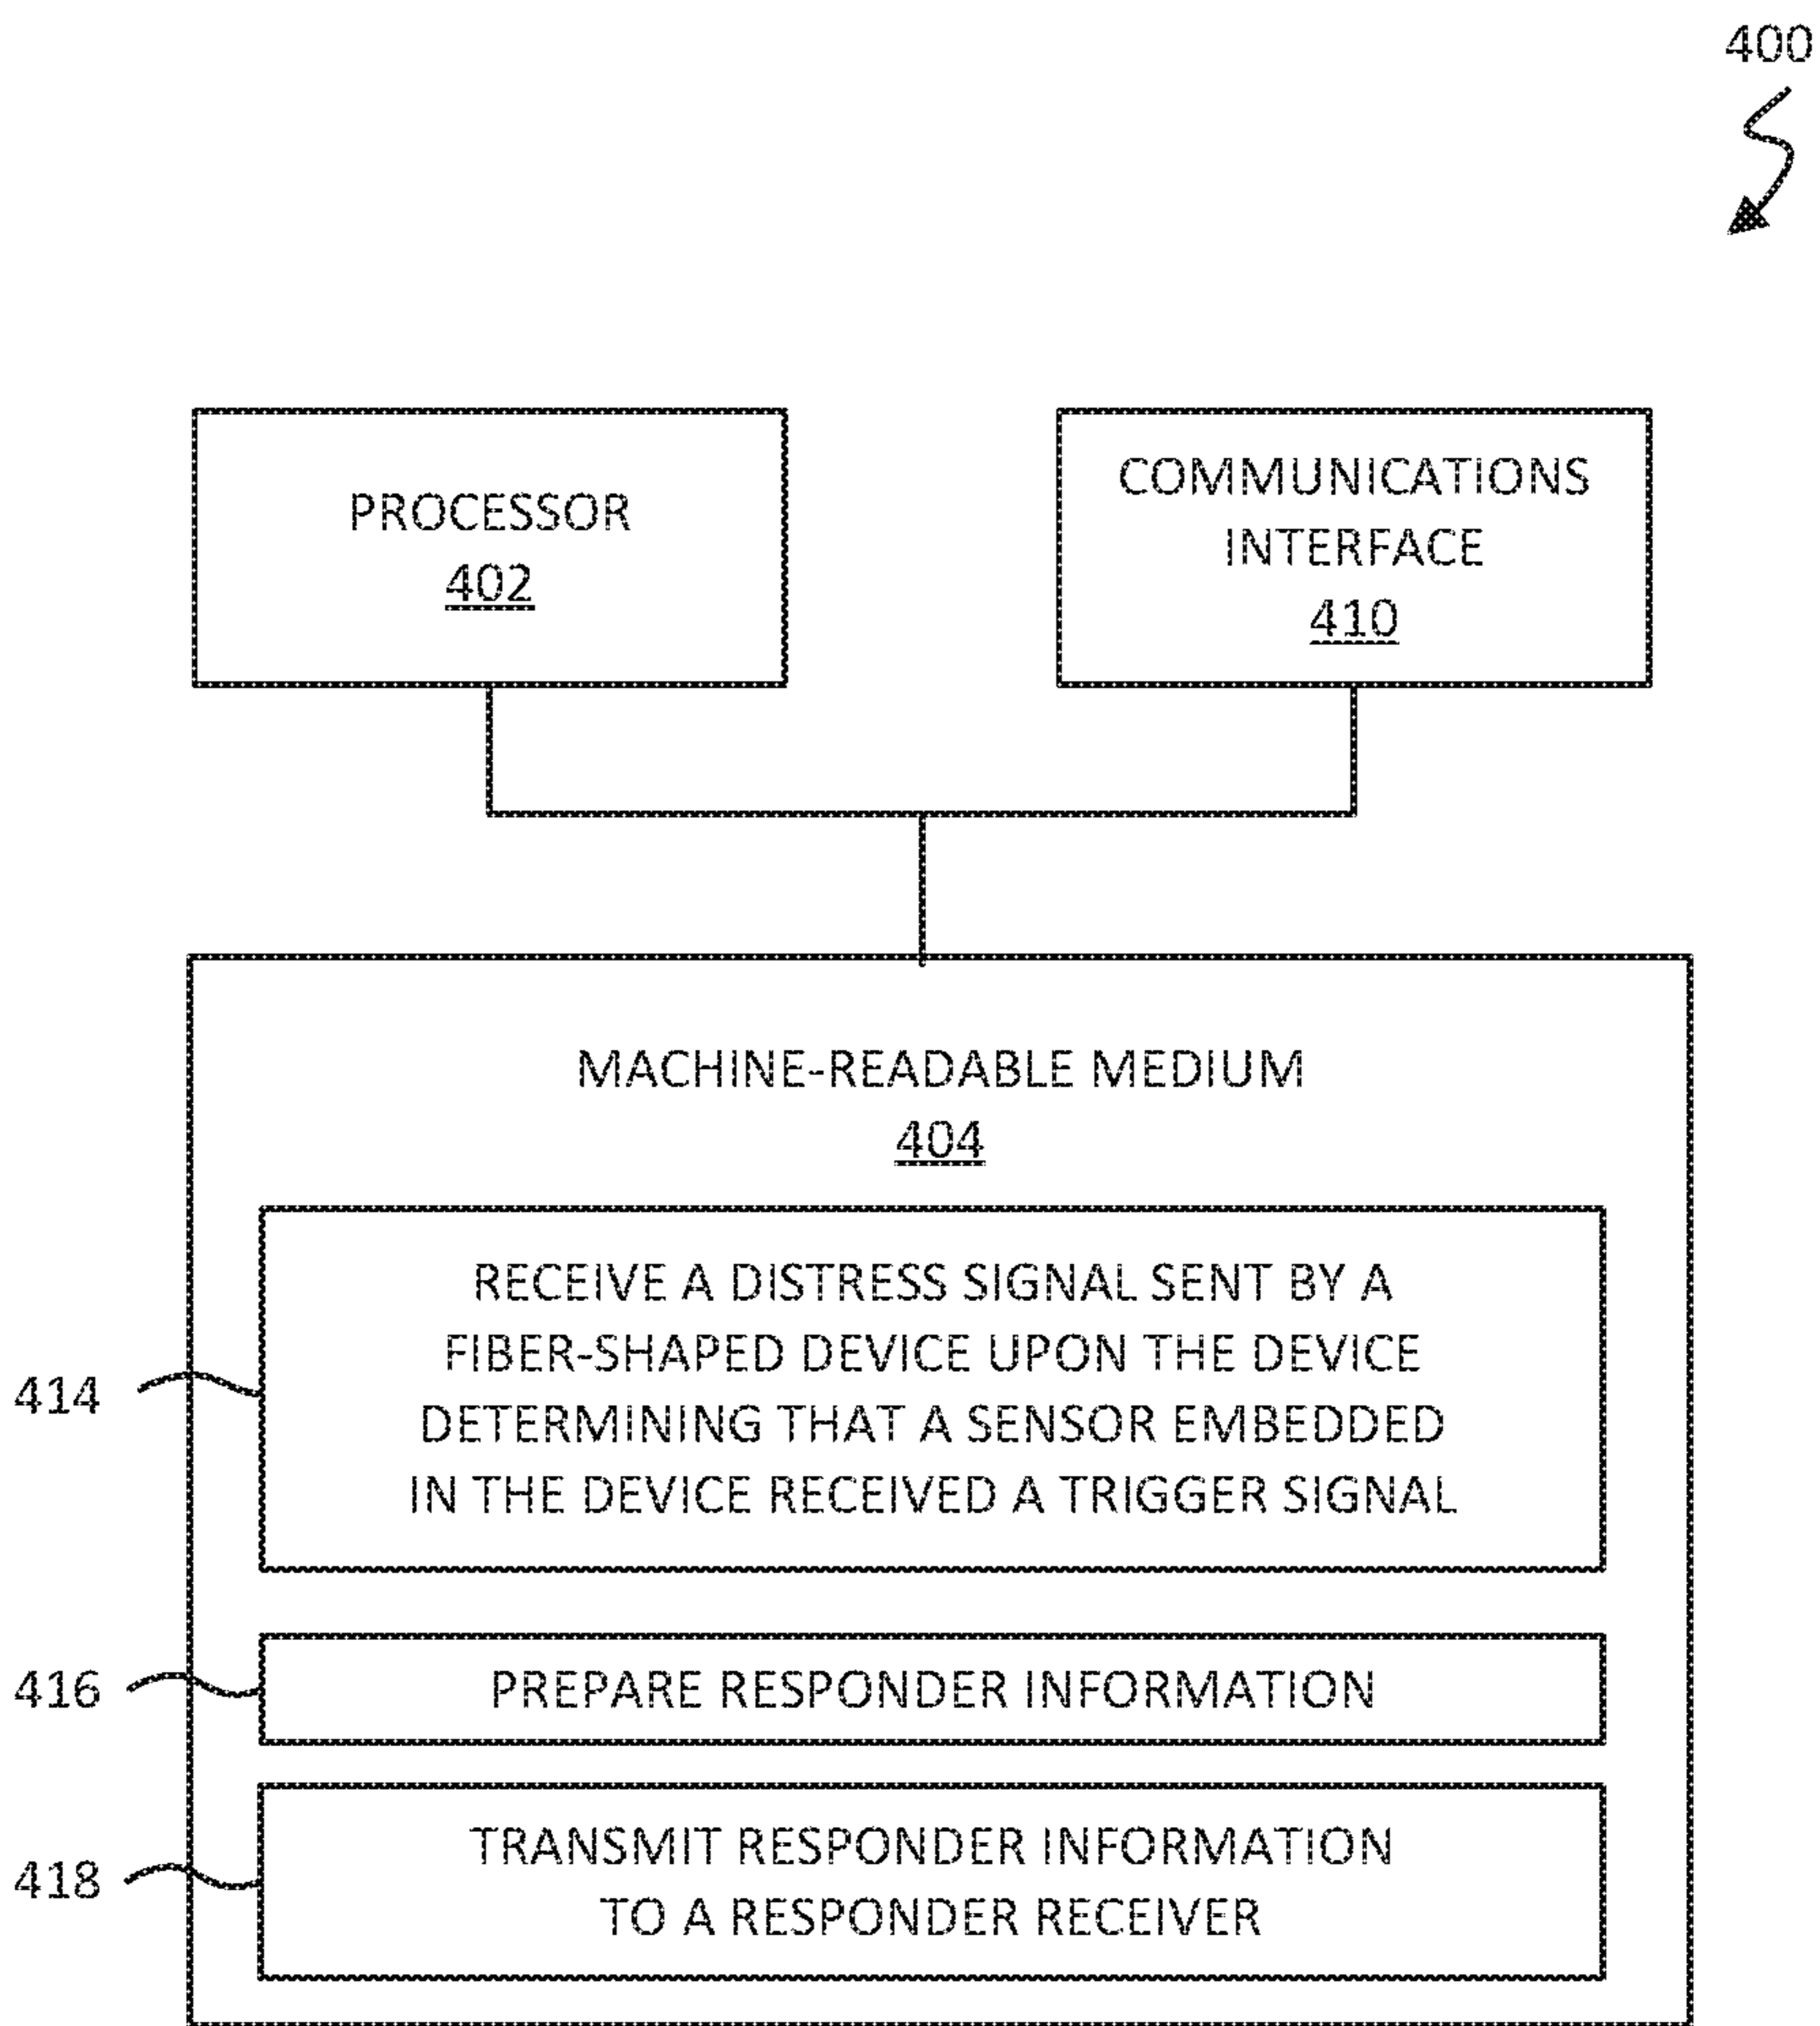 400
PROCESSOR
402
COMMUNICATIONS
INTERFACE
410
MACHINE-READABLE MEDIUM
404
414
RECEIVE A DISTRESS SIGNAL SENT BY A
FIBER-SHAPED DEVICE UPON THE DEVICE
DETERMINING THAT A SENSOR EMBEDDED
IN THE DEVICE RECEIVED A TRIGGER SIGNAL
416
PREPARE RESPONDER INFORMATION
418
TRANSMIT RESPONDER INFORMATION
TO A RESPONDER RECEIVER